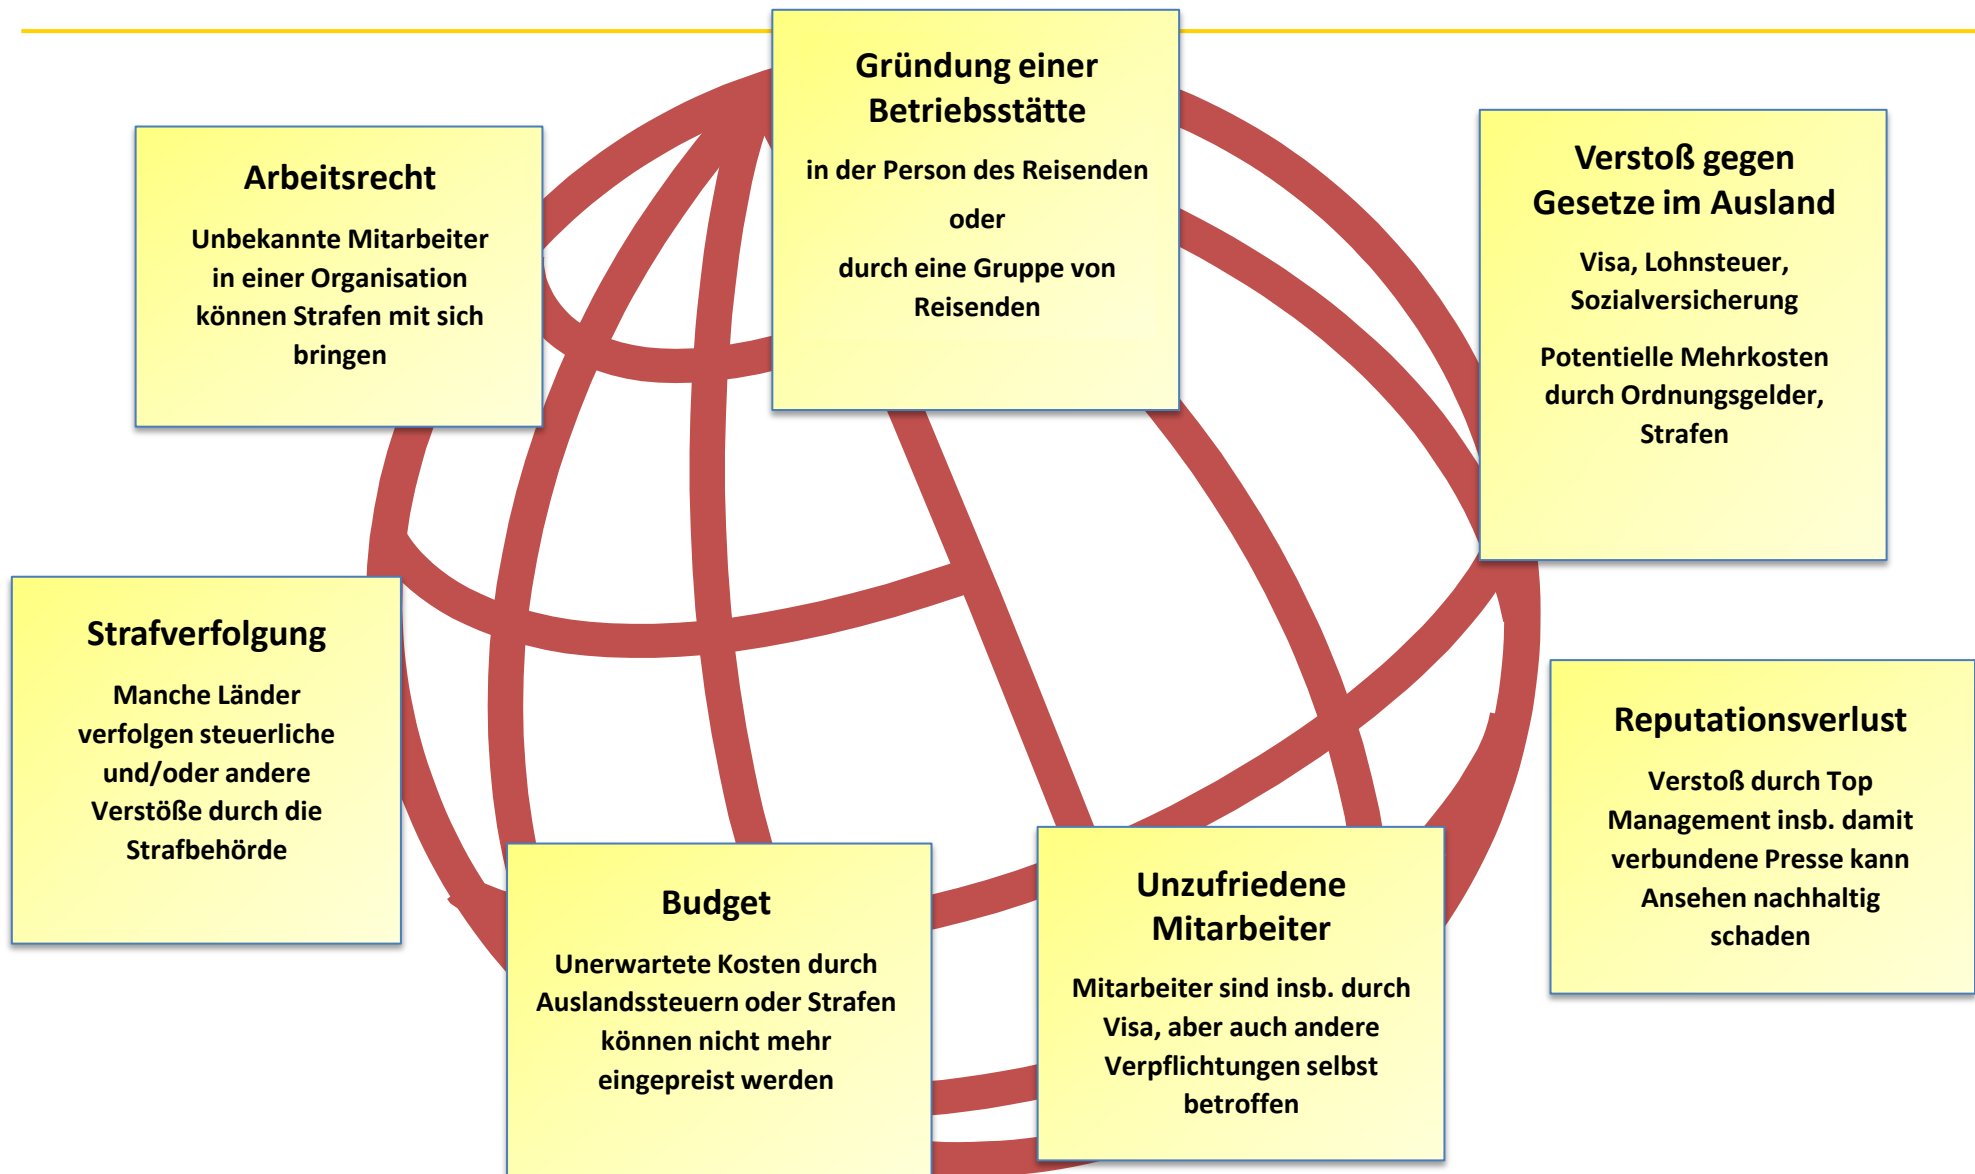 Gründung einer
Betriebsstätte
in der Person des Reisenden
oder
durch eine Gruppe von
Reisenden
Arbeitsrecht
Unbekannte Mitarbeiter
in einer Organisation
können Strafen mit sich
bringen
Verstoß gegen
Gesetze im Ausland
Visa, Lohnsteuer,
Sozialversicherung
Potentielle Mehrkosten
durch Ordnungsgelder,
Strafen
Strafverfolgung
Manche Länder
verfolgen steuerliche
und/oder andere
Verstöße durch die
Strafbehörde
Reputationsverlust
Verstoß durch Top
Management insb. damit
verbundene Presse kann
Ansehen nachhaltig
schaden
Budget
Unerwartete Kosten durch
Auslandssteuern oder Strafen
können nicht mehr
eingepreist werden
Unzufriedene
Mitarbeiter
Mitarbeiter sind insb. durch
Visa, aber auch andere
Verpflichtungen selbst
betroffen